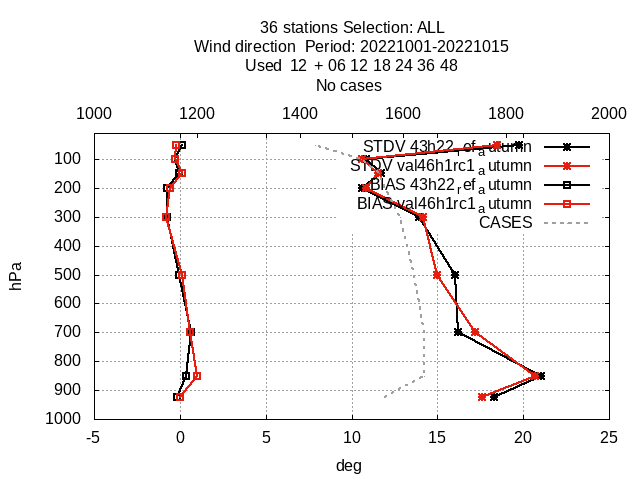 36 stations Selection: ALL
Wind direction  Period: 20221001-20221015
Used  12  + 06 12 18 24 36 48
No cases
1000 1200 1400 1600 1800 2000
STDV 43h22_ref_autumn
STDV val46h1rc1_autumn
BIAS 43h22_ref_autumn
BIAS val46h1rc1_autumn
CASES
100
200
300
400
500
600
700
800
900
1000
hPa
-5 0 5 10 15 20 25
deg